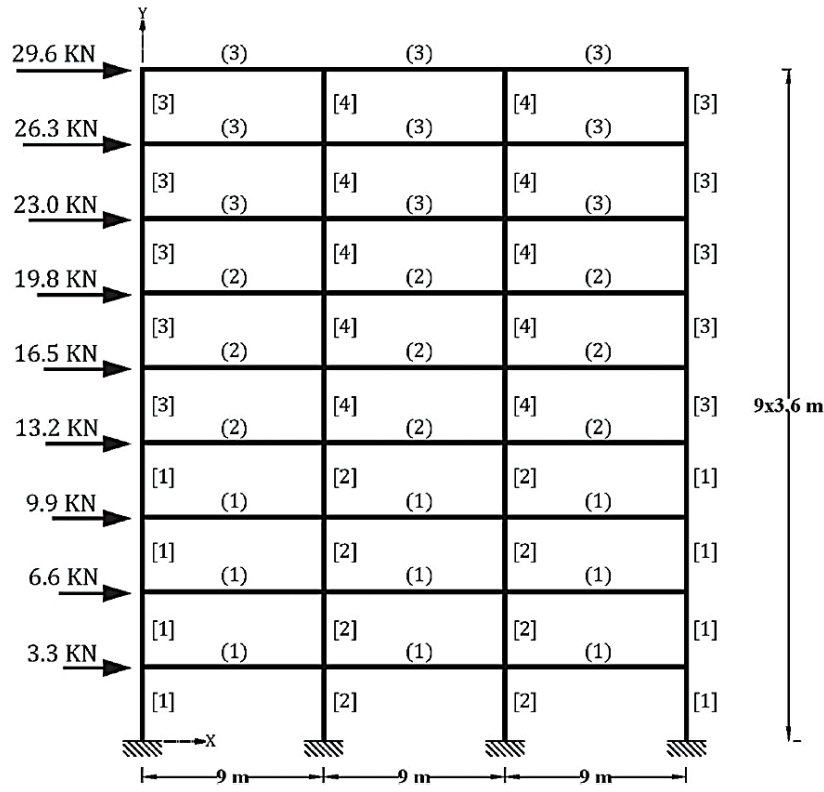 Y
29.6 KN (3) (3) (3)
[3] [4] [4] [3]
26.3 KN (3) (3) (3)
[3] [4] [4] [3]
23.0 KN (3) (3) (3)
[3] [4] [4] [3]
19.8 KN (2) (2) (2)
[3] [4] [4] [3]
16.5 KN (2) (2) (2)
[3] [4] [4] [3]
9x3.6 m
13.2 KN (2) (2) (2)
[1] [2] [2] [1]
9.9 KN (1) (1) (1)
[1] [2] [2] [1]
6.6 KN (1) (1) (1)
[1] [2] [2] [1]
3.3 KN (1) (1) (1)
[1] [2] [2] [1]
X
9 m 9 m 9 m